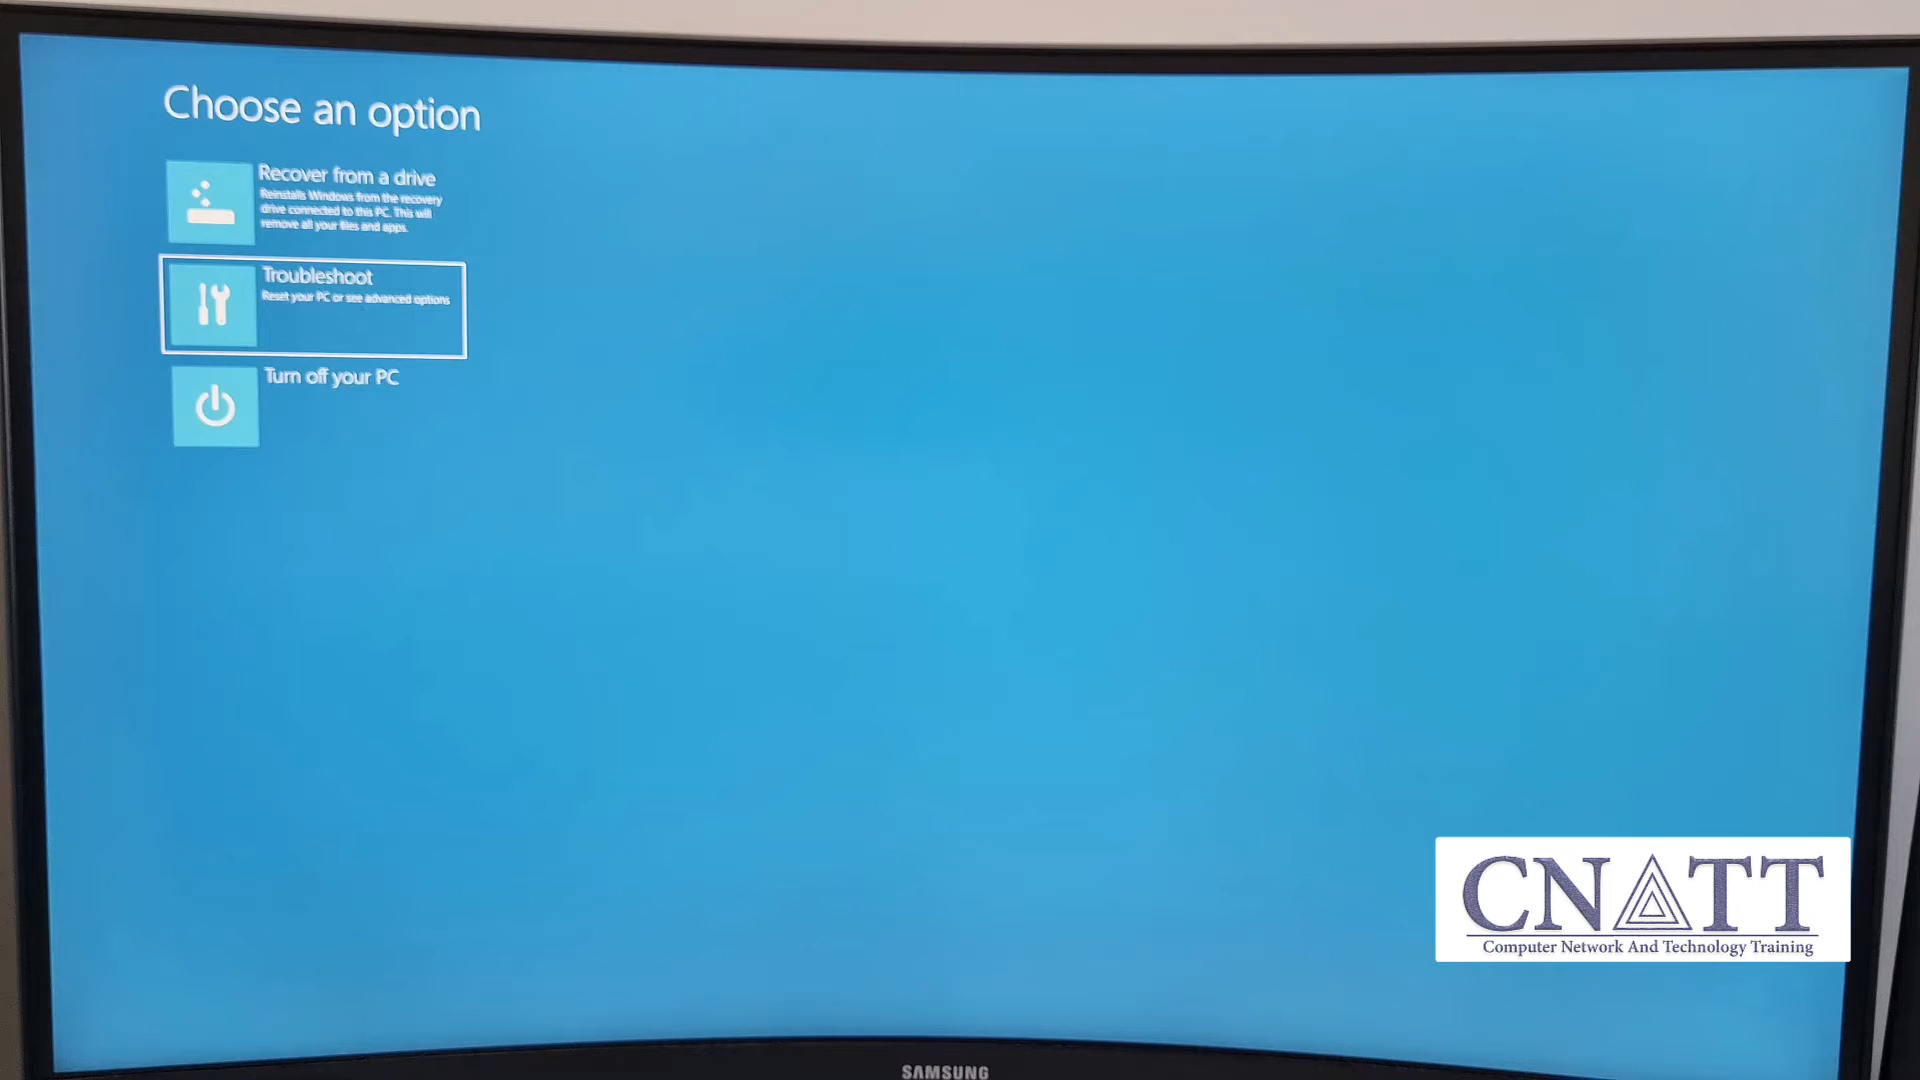 Choose an option
Recover from a drive
Reinstalls Windows from the recovery
drive connected to this PC. This will
remove all your files and apps.
Troubleshoot
Reset your PC or see advanced options
Turn off your PC
CNATT
Computer Network And Technology Training
SAMSUNG